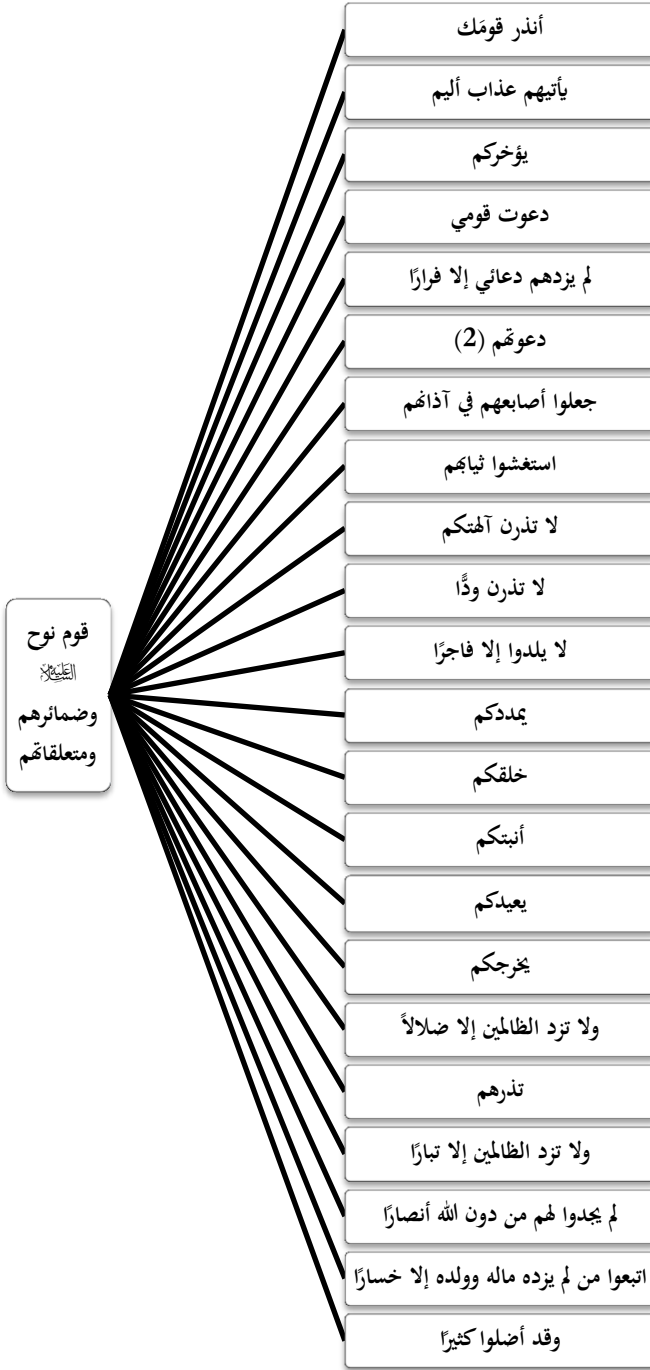 أنذر قومَك
يأتيهم عذاب أليم
يؤخركم
دعوت قومي
لم يزدهم دعائي إلا فرارًا
دعوتهم (2)
جعلوا أصابعهم في آذانهم
استغشوا ثيابهم
لا تذرن آلهتكم
لا تذرن ودًّا
لا يلدوا إلا فاجرًا
يمددكم
خلقكم
أنبتكم
يعيدكم
يخرجكم
ولا تزد الظالمين إلا ضلالاً
تذرهم
ولا تزد الظالمين إلا تبارًا
لم يجدوا لهم من دون الله أنصارًا
اتبعوا من لم يزده ماله وولده إلا خسارًا
وقد أضلوا كثيرًا
قوم نوح
عليه السلام
وضمائرهم
ومتعلقاتهم